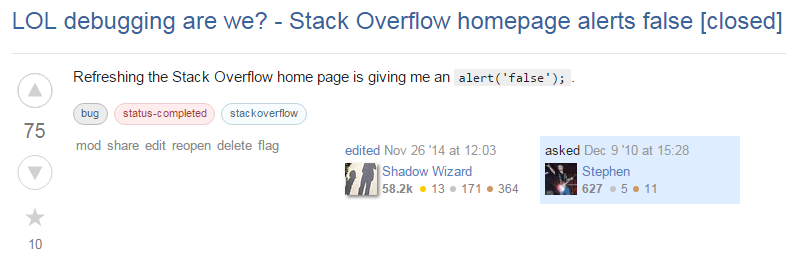 LOL debugging are we? - Stack Overflow homepage alerts false [closed]
Refreshing the Stack Overflow home page is giving me an alert('false'); .
75
10
bug status-completed stackoverflow
mod share edit reopen delete flag
edited Nov 26 '14 at 12:03
Shadow Wizard
58.2k 13 171 364
asked Dec 9 '10 at 15:28
Stephen
627 5 11